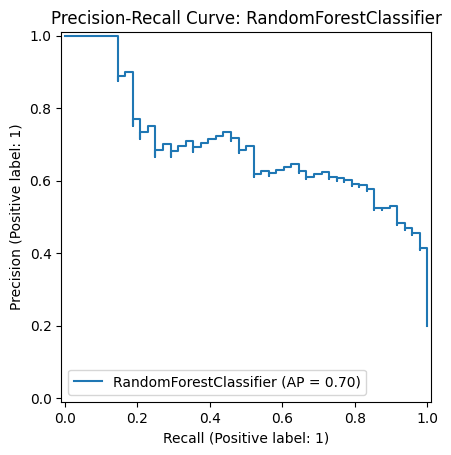 Precision-Recall Curve: RandomForestClassifier
1.0
0.8
0.6
0.4
0.2
0.0
Precision (Positive label: 1)
RandomForestClassifier (AP = 0.70)
0.0 0.2 0.4 0.6 0.8 1.0
Recall (Positive label: 1)